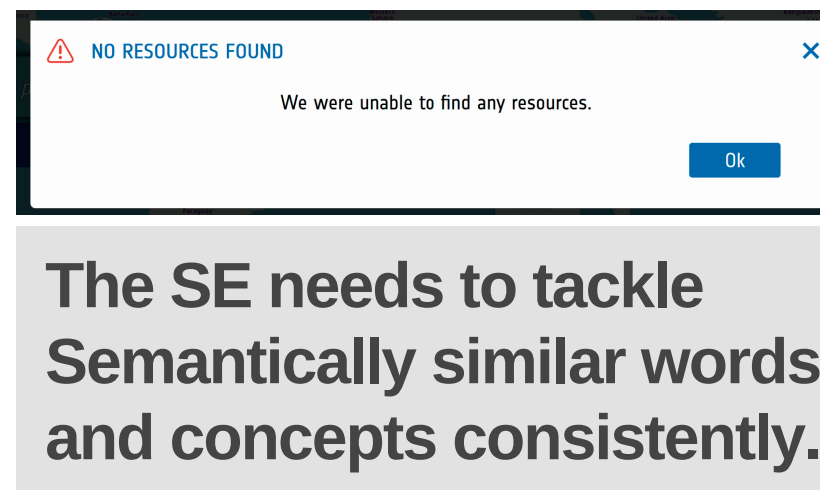 NO RESOURCES FOUND
We were unable to find any resources.
Ok
Paraguay
The SE needs to tackle
Semantically similar words
and concepts consistently.